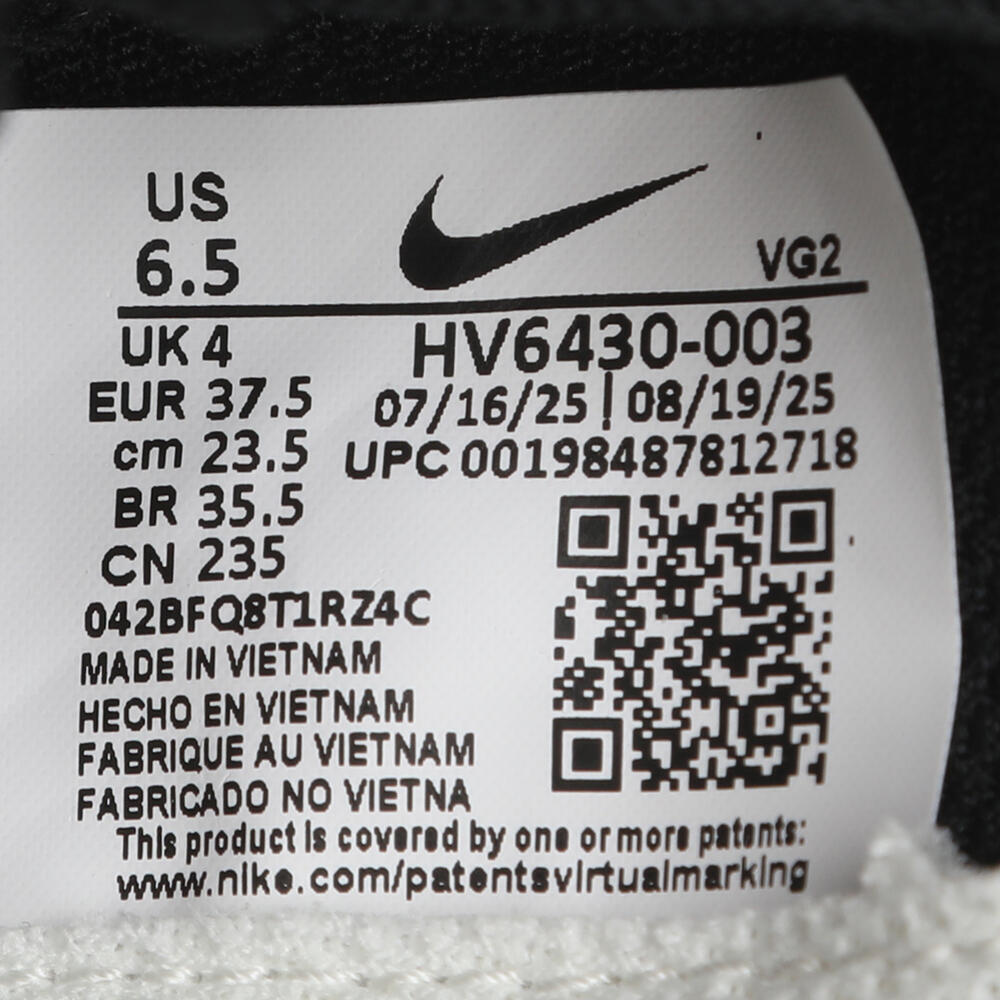 US
6.5
VG2
UK 4
HV6430-003
EUR 37.5
07/16/25 | 08/19/25
cm 23.5
UPC 00198487812718
BR 35.5
CN 235
042BFQ8T1RZ4C
MADE IN VIETNAM
HECHO EN VIETNAM
FABRIQUE AU VIETNAM
FABRICADO NO VIETNA
This product is covered by one or more patents:
www.nike.com/patentsvirtualmarking